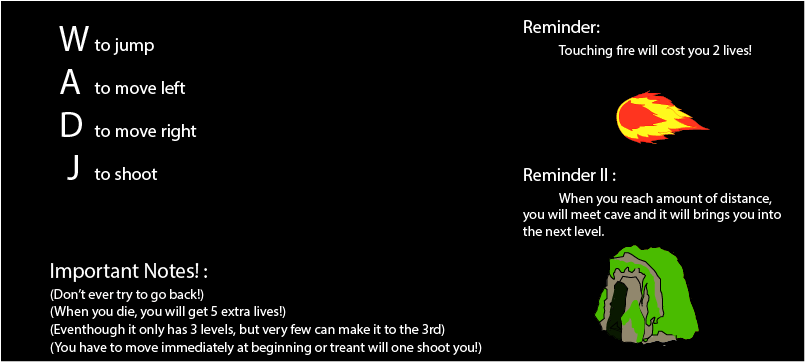 W to jump
A to move left
D to move right
J to shoot
Important Notes! :
(Don't ever try to go back!)
(When you die, you will get 5 extra lives!)
(Eventhough it only has 3 levels, but very few can make it to the 3rd)
(You have to move immediately at beginning or treant will one shoot you!)
Reminder:
Touching fire will cost you 2 lives!
Reminder II :
When you reach amount of distance,
you will meet cave and it will brings you into
the next level.